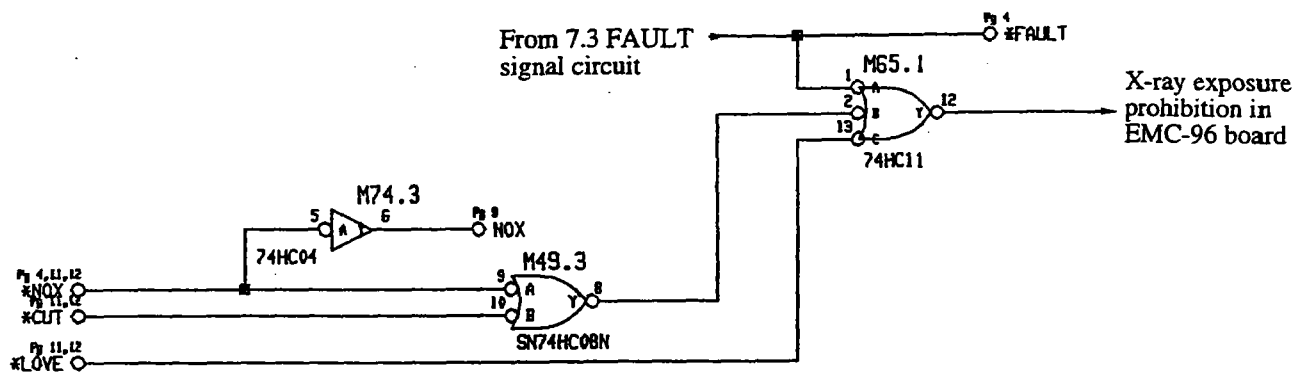 From 7.3 FAULT
signal circuit
Pg 4
*FAULT
M65.1
1
A
2
B
13
C
Y
12
74HC11
X-ray exposure
prohibition in
EMC-96 board
M74.3
5
A
6
74HC04
Pg 9
NOX
M49.3
9
A
10
B
Y
8
SN74HC08N
Pg 4,11,12
*NOX
Pg 11,12
*CUT
Pg 11,12
*LOVE